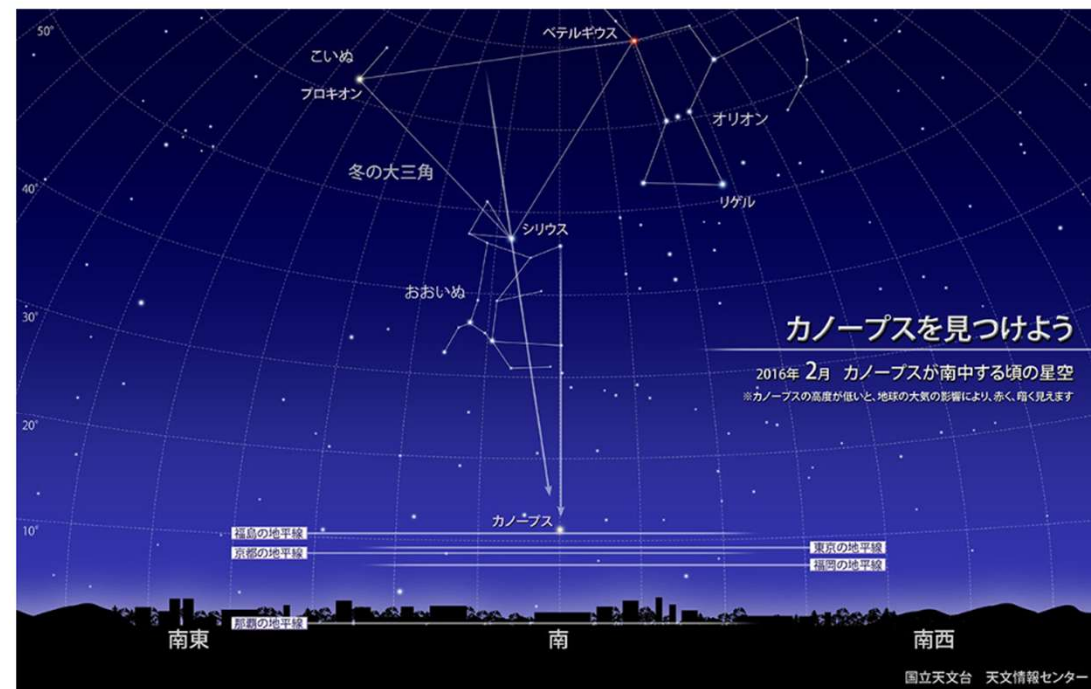 50°
ベテルギウス
こいぬ
プロキオン
オリオン
冬の大三角
40°
リゲル
シリウス
おおいぬ
30°
カノープスを見つけよう
2016年 2月 カノープスが南中する頃の星空
※カノープスの高度が低いと、地球の大気の影響により、赤く、暗く見えます
20°
カノープス
10°
福島の地平線
東京の地平線
京都の地平線
福岡の地平線
那覇の地平線
南東
南
南西
国立天文台 天文情報センター